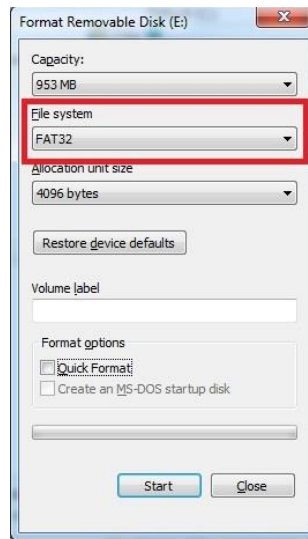 Format Removable Disk (E:)
Capacity:
953 MB
File system
FAT32
Allocation unit size
4096 bytes
Restore device defaults
Volume label
Format options
Quick Format
Create an MS-DOS startup disk
Start
Close